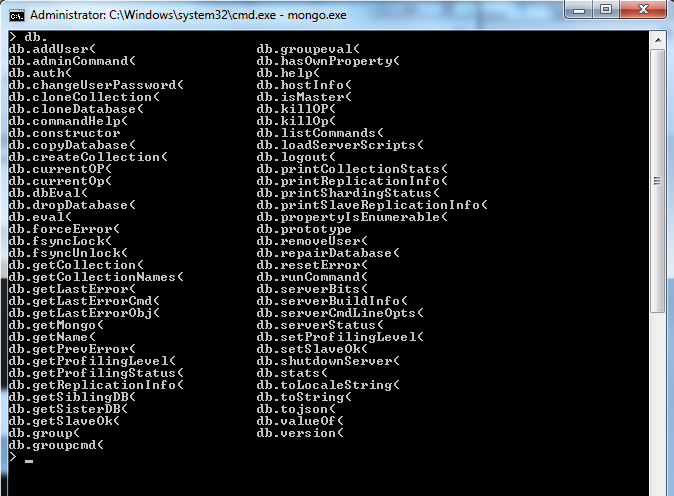 Administrator: C:\Windows\system32\cmd.exe - mongo.exe
> db.
db.addUser( db.groupeval(
db.adminCommand( db.hasOwnProperty(
db.auth( db.help(
db.changeUserPassword( db.hostInfo(
db.cloneCollection( db.isMaster(
db.cloneDatabase( db.killOP(
db.commandHelp( db.killOp(
db.constructor db.listCommands(
db.copyDatabase( db.loadServerScripts(
db.createCollection( db.logout(
db.currentOP( db.printCollectionStats(
db.currentOp( db.printReplicationInfo(
db.dbEval( db.printShardingStatus(
db.dropDatabase( db.printSlaveReplicationInfo(
db.eval( db.propertyIsEnumerable(
db.forceError( db.prototype
db.fsyncLock( db.removeUser(
db.fsyncUnlock( db.repairDatabase(
db.getCollection( db.resetError(
db.getCollectionNames( db.runCommand(
db.getLastError( db.serverBits(
db.getLastErrorCmd( db.serverBuildInfo(
db.getLastErrorObj( db.serverCmdLineOpts(
db.getMongo( db.serverStatus(
db.getName( db.setProfilingLevel(
db.getPrevError( db.setSlaveOk(
db.getProfilingLevel( db.shutdownServer(
db.getProfilingStatus( db.stats(
db.getReplicationInfo( db.toLocaleString(
db.getSiblingDB( db.toString(
db.getSisterDB( db.tojson(
db.getSlaveOk( db.valueOf(
db.group( db.version(
db.groupcmd(
> _